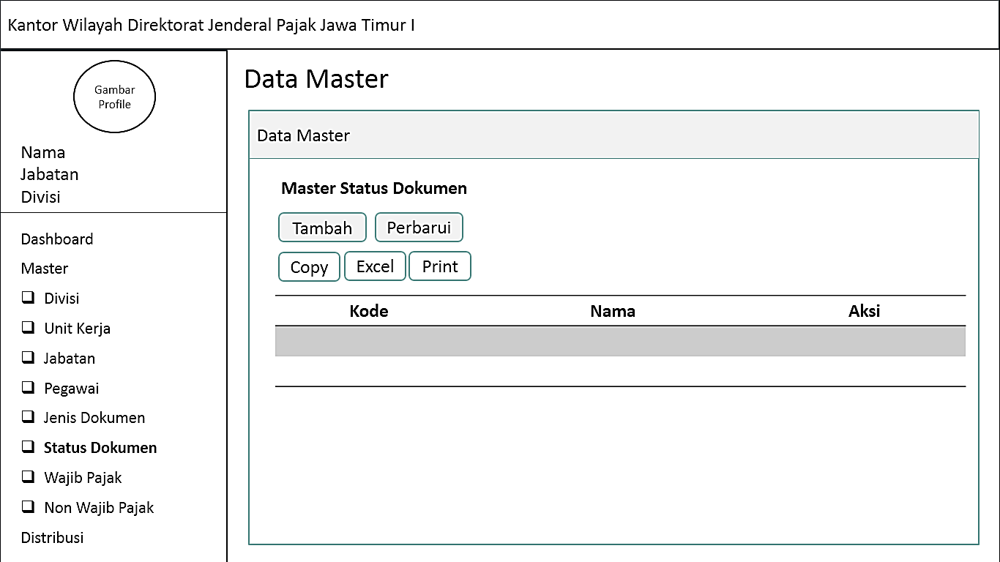 Kantor Wilayah Direktorat Jenderal Pajak Jawa Timur I
Gambar
Profile
Nama
Jabatan
Divisi
Dashboard
Master
Divisi
Unit Kerja
Jabatan
Pegawai
Jenis Dokumen
Status Dokumen
Wajib Pajak
Non Wajib Pajak
Distribusi
Data Master
Data Master
Master Status Dokumen
Tambah Perbarui
Copy Excel Print
Kode Nama Aksi